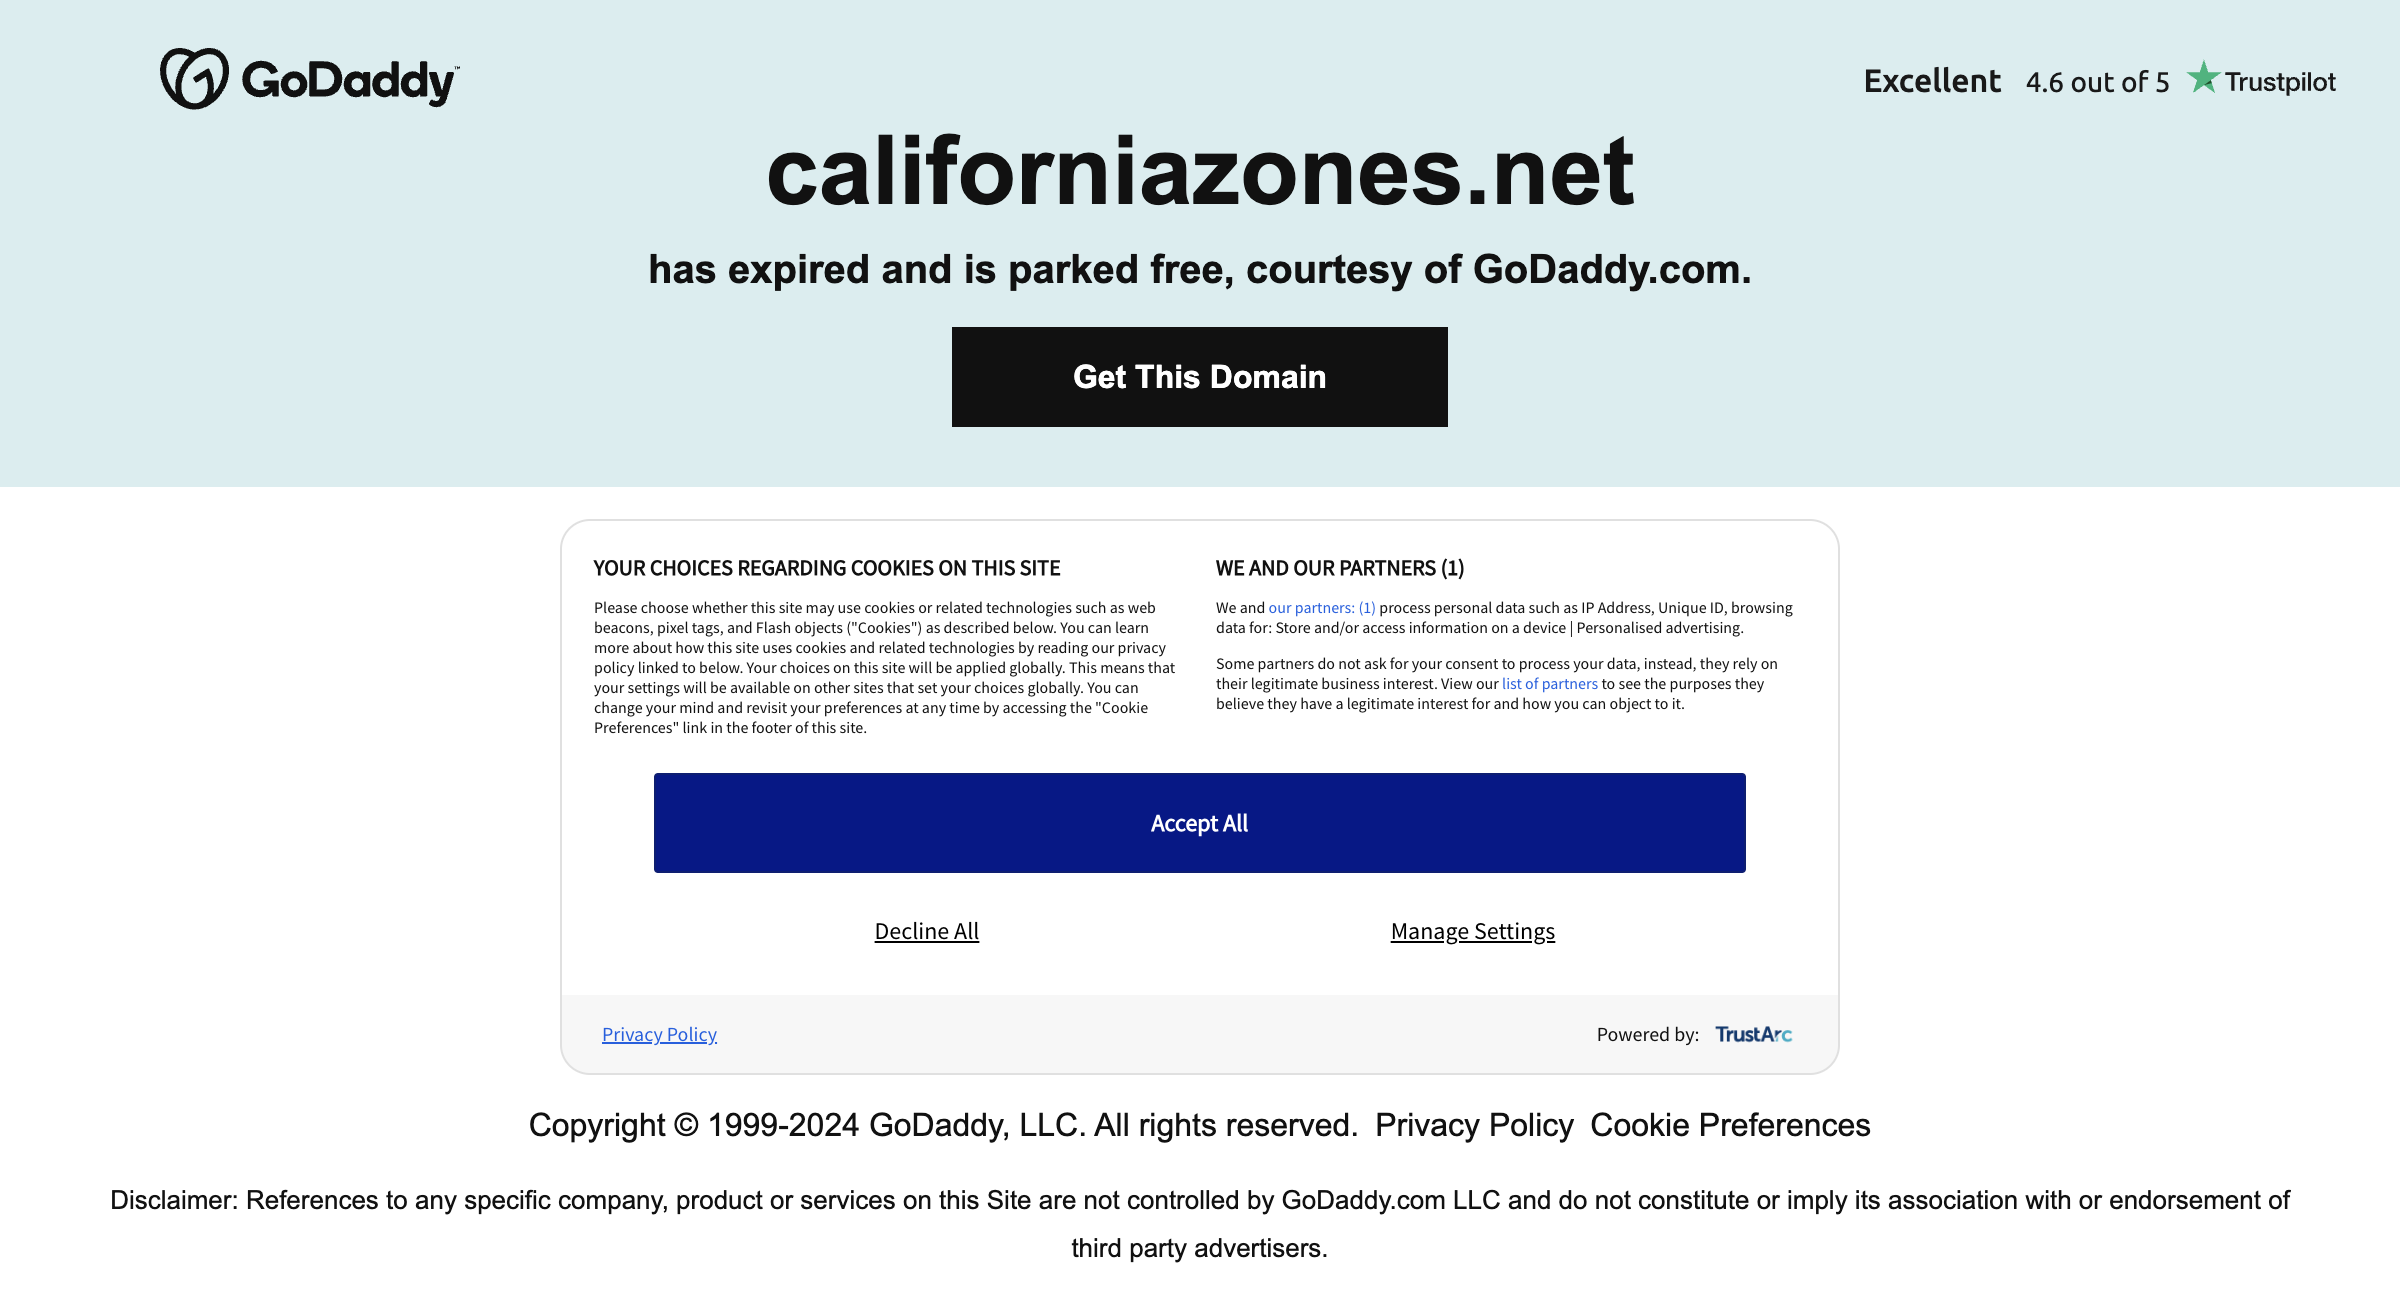 GoDaddy™
Excellent 4.6 out of 5 Trustpilot
californiazones.net
has expired and is parked free, courtesy of GoDaddy.com.
Get This Domain
YOUR CHOICES REGARDING COOKIES ON THIS SITE
Please choose whether this site may use cookies or related technologies such as web
beacons, pixel tags, and Flash objects ("Cookies") as described below. You can learn
more about how this site uses cookies and related technologies by reading our privacy
policy linked to below. Your choices on this site will be applied globally. This means that
your settings will be available on other sites that set your choices globally. You can
change your mind and revisit your preferences at any time by accessing the "Cookie
Preferences" link in the footer of this site.
WE AND OUR PARTNERS (1)
We and our partners: (1) process personal data such as IP Address, Unique ID, browsing
data for: Store and/or access information on a device | Personalised advertising.
Some partners do not ask for your consent to process your data, instead, they rely on
their legitimate business interest. View our list of partners to see the purposes they
believe they have a legitimate interest for and how you can object to it.
Accept All
Decline All
Manage Settings
Privacy Policy
Powered by: TrustArc
Copyright © 1999-2024 GoDaddy, LLC. All rights reserved. Privacy Policy Cookie Preferences
Disclaimer: References to any specific company, product or services on this Site are not controlled by GoDaddy.com LLC and do not constitute or imply its association with or endorsement of
third party advertisers.